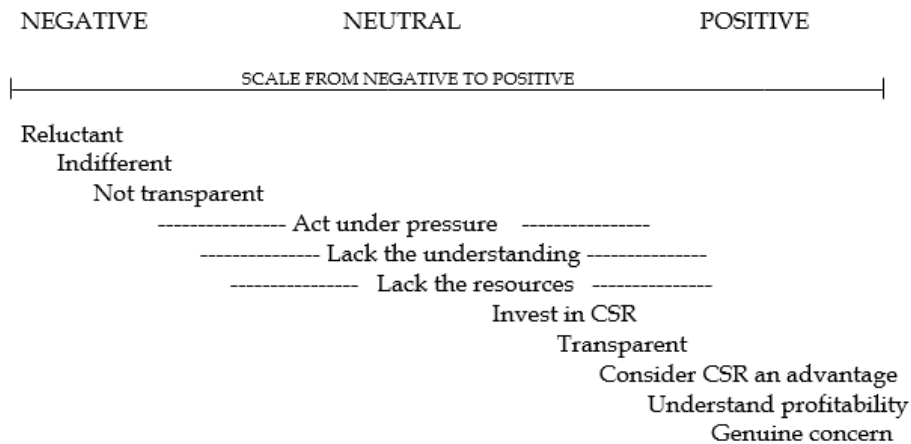 NEGATIVE NEUTRAL POSITIVE
SCALE FROM NEGATIVE TO POSITIVE
Reluctant
Indifferent
Not transparent
---------------- Act under pressure ----------------
--------------- Lack the understanding ---------------
---------------- Lack the resources ---------------
Invest in CSR
Transparent
Consider CSR an advantage
Understand profitability
Genuine concern